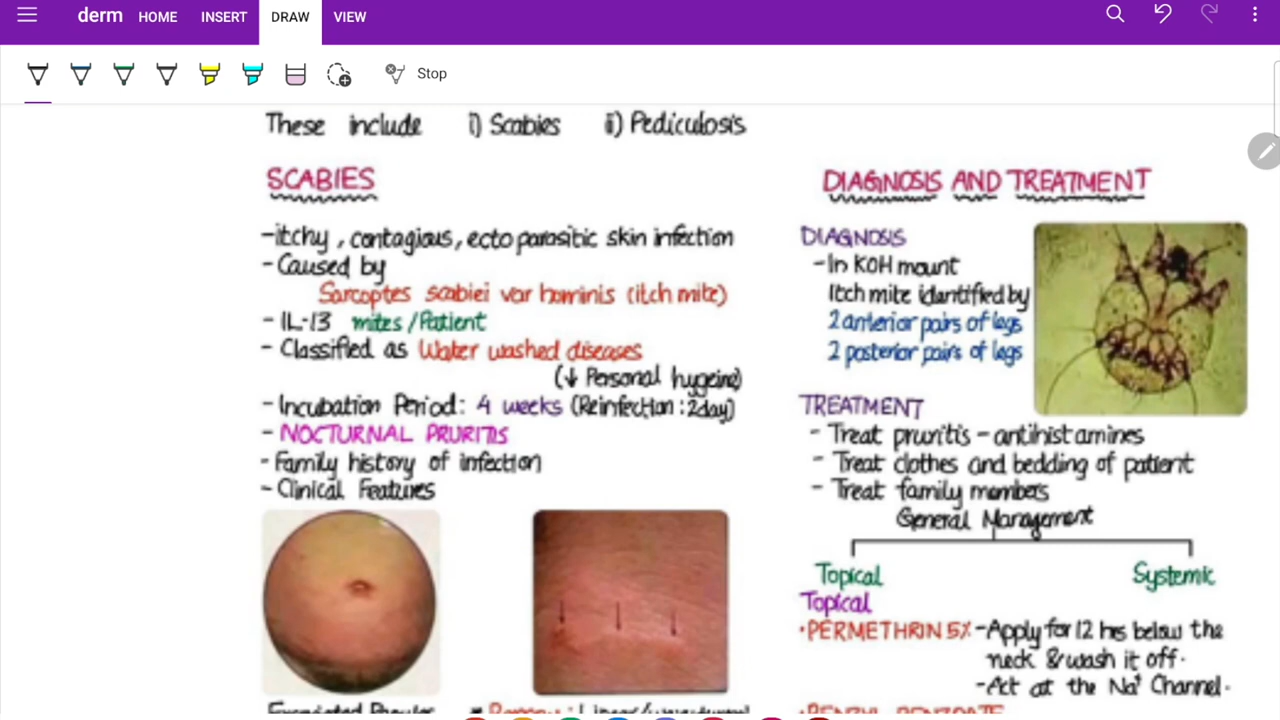 derm HOME INSERT DRAW VIEW
Stop
These include i) Scabies ii) Pediculosis
SCABIES
-itchy, contagious, ecto parasitic skin infection
- Caused by
Sarcoptes scabiei var hominis (itch mite)
- IL-13 mites/Patient
- Classified as Water washed diseases
(↓ Personal hygeine)
- Incubation Period: 4 weeks (Reinfection: 2day)
- NOCTURNAL PRURITIS
- Family history of infection
- Clinical Features
DIAGNOSIS AND TREATMENT
DIAGNOSIS
- In KOH mount
Itch mite identified by
2 anterior pairs of legs
2 posterior pairs of legs
TREATMENT
- Treat pruritis - antihistamines
- Treat clothes and bedding of patient
- Treat family members
General Management
Topical Systemic
Topical
• PERMETHRIN 5% - Apply for 12 hrs below the
neck & wash it off.
- Act at the Na⁺ Channel.